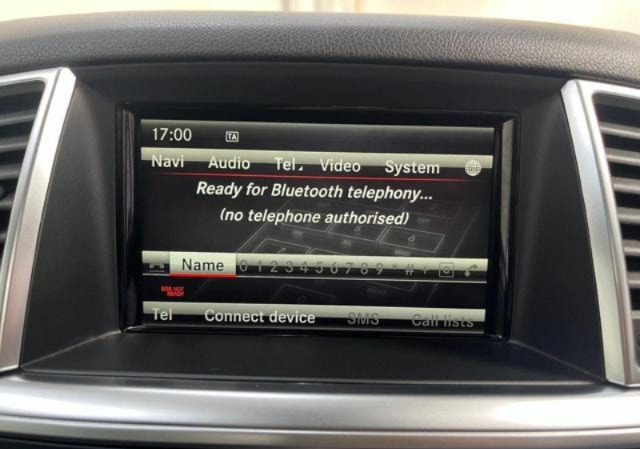 17:00 TA
Navi Audio Tel Video System
Ready for Bluetooth telephony...
(no telephone authorised)
Name 0 1 2 3 4 5 6 7 8 9 * # +
SOS NOT
READY
Tel Connect device SMS Call lists